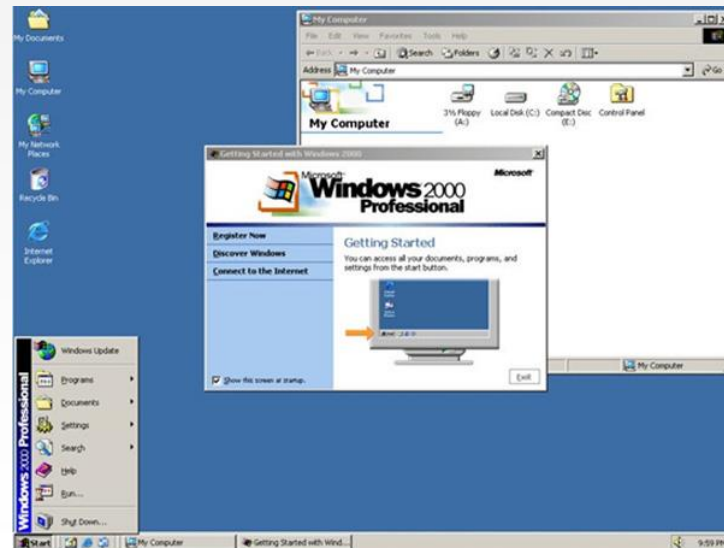 My Documents
My Computer
My Network
Places
Recycle Bin
Internet
Explorer
My Computer
File Edit View Favorites Tools Help
Back Search Folders
Address My Computer Go
My Computer
3½ Floppy
(A:)
Local Disk (C:)
Compact Disc
(E:)
Control Panel
My Computer
Getting Started with Windows 2000
Microsoft
Windows 2000
Professional
Microsoft
Register Now
Discover Windows
Connect to the Internet
Getting Started
You can access all your documents, programs, and
settings from the start button.
Show this screen at startup.
Exit
Windows 2000 Professional
Windows Update
Programs
Documents
Settings
Search
Help
Run...
Shut Down...
Start
My Computer
Getting Started with Wind...
9:59 PM